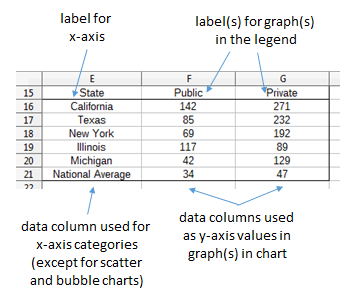 label for
x-axis
label(s) for graph(s)
in the legend
E F G
15 State Public Private
16 California 142 271
17 Texas 85 232
18 New York 69 192
19 Illinois 117 89
20 Michigan 42 129
21 National Average 34 47
22
data column used for
x-axis categories
(except for scatter
and bubble charts)
data columns used
as y-axis values in
graph(s) in chart